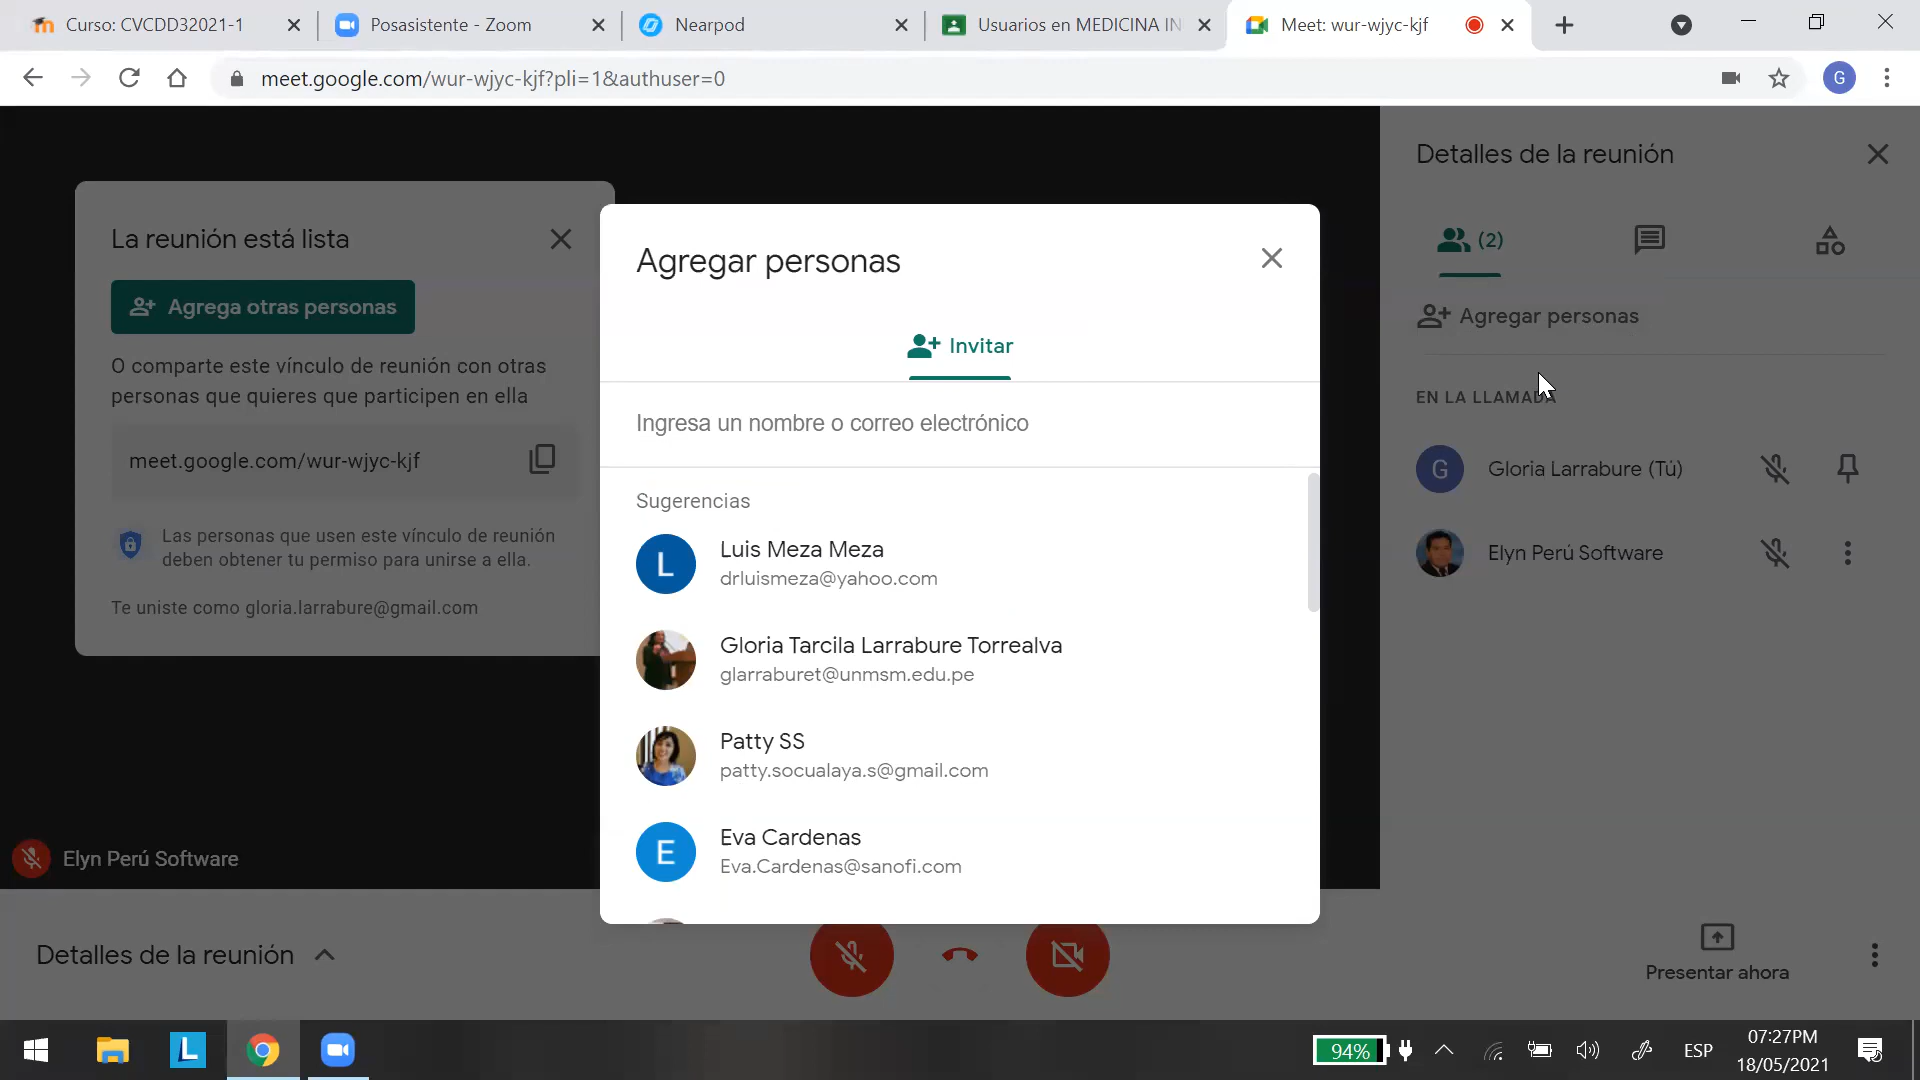 Curso: CVCDD32021-1
Posasistente - Zoom
Nearpod
Usuarios en MEDICINA IN
Meet: wur-wjyc-kjf
meet.google.com/wur-wjyc-kjf?pli=1&authuser=0
G
La reunión está lista
Agrega otras personas
O comparte este vínculo de reunión con otras
personas que quieres que participen en ella
meet.google.com/wur-wjyc-kjf
Las personas que usen este vínculo de reunión
deben obtener tu permiso para unirse a ella.
Te uniste como gloria.larrabure@gmail.com
Elyn Perú Software
Agregar personas
Invitar
Ingresa un nombre o correo electrónico
Sugerencias
L
Luis Meza Meza
drluismeza@yahoo.com
Gloria Tarcila Larrabure Torrealva
glarraburet@unmsm.edu.pe
Patty SS
patty.socualaya.s@gmail.com
E
Eva Cardenas
Eva.Cardenas@sanofi.com
Detalles de la reunión
(2)
Agregar personas
EN LA LLAMADA
G
Gloria Larrabure (Tú)
Elyn Perú Software
Detalles de la reunión
Presentar ahora
L
94%
ESP
07:27PM
18/05/2021